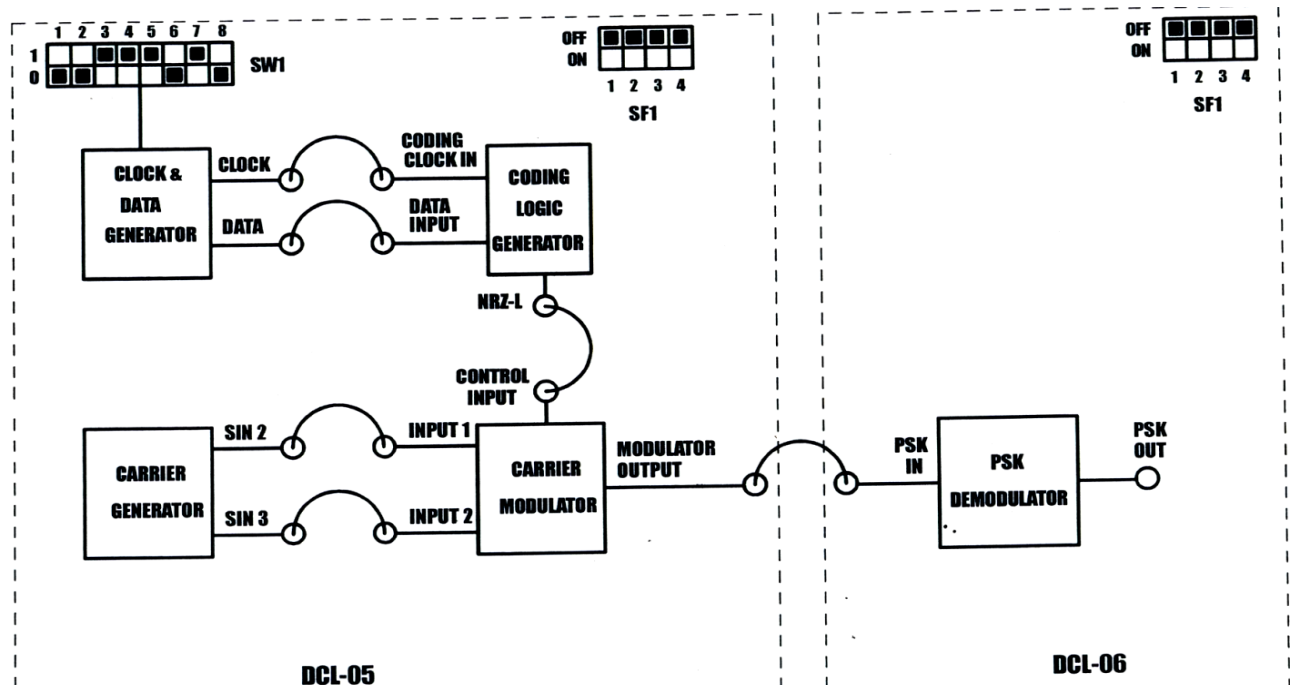 1 2 3 4 5 6 7 8
1
0
SW1
OFF
ON
1 2 3 4
SF1
OFF
ON
1 2 3 4
SF1
CLOCK &
DATA
GENERATOR
CLOCK
DATA
CODING
CLOCK IN
DATA
INPUT
CODING
LOGIC
GENERATOR
NRZ-L
CONTROL
INPUT
CARRIER
GENERATOR
SIN 2
SIN 3
INPUT 1
INPUT 2
CARRIER
MODULATOR
MODULATOR
OUTPUT
PSK
IN
PSK
DEMODULATOR
PSK
OUT
DCL-05
DCL-06